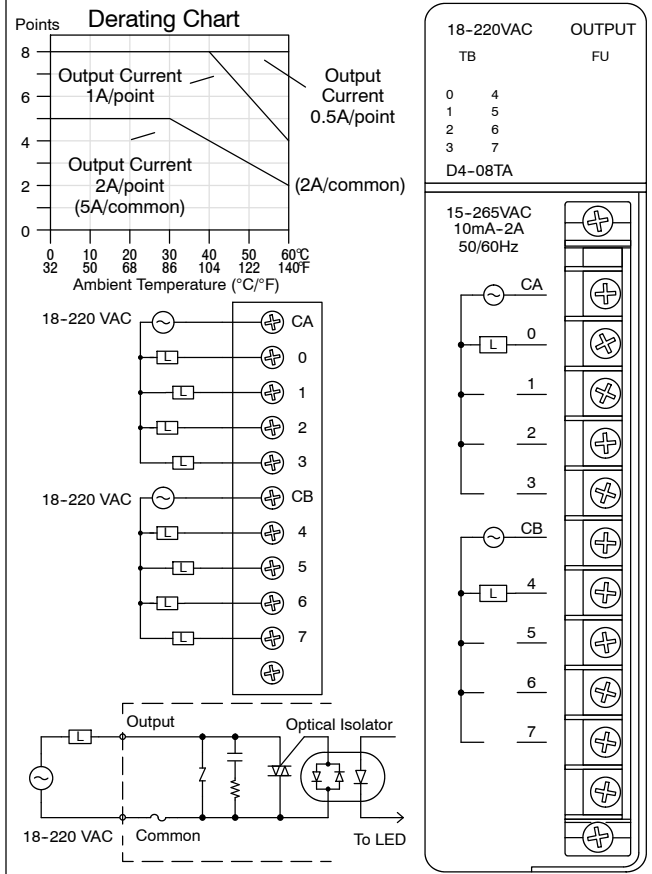 Derating Chart
Points
8
6
4
2
0
Output Current
1A/point
Output
Current
0.5A/point
Output Current
2A/point
(5A/common)
(2A/common)
0 10 20 30 40 50 60°C
32 50 68 86 104 122 140°F
Ambient Temperature (°C/°F)
18-220 VAC
CA
L 0
L 1
L 2
L 3
18-220 VAC
CB
L 4
L 5
L 6
L 7
Output
Optical Isolator
L
18-220 VAC
Common
To LED
18-220VAC OUTPUT
TB FU
0 4
1 5
2 6
3 7
D4-08TA
15-265VAC
10mA-2A
50/60Hz
CA
L 0
1
2
3
CB
L 4
5
6
7